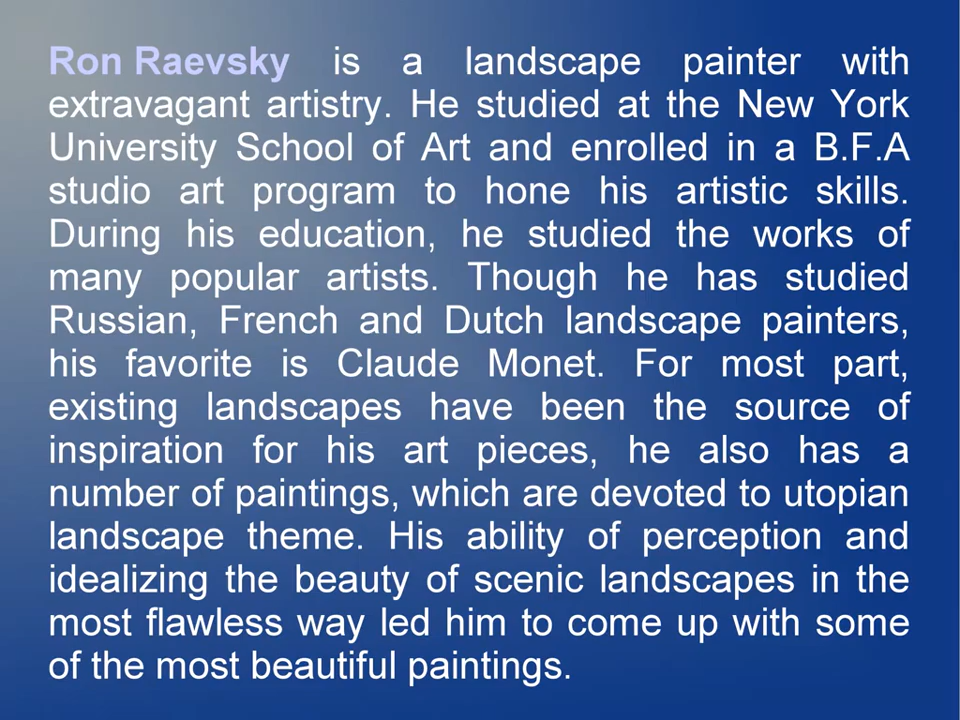 Ron Raevsky is a landscape painter with
extravagant artistry. He studied at the New York
University School of Art and enrolled in a B.F.A
studio art program to hone his artistic skills.
During his education, he studied the works of
many popular artists. Though he has studied
Russian, French and Dutch landscape painters,
his favorite is Claude Monet. For most part,
existing landscapes have been the source of
inspiration for his art pieces, he also has a
number of paintings, which are devoted to utopian
landscape theme. His ability of perception and
idealizing the beauty of scenic landscapes in the
most flawless way led him to come up with some
of the most beautiful paintings.